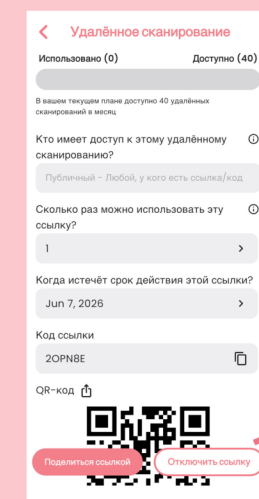 Удалённое сканирование
Использовано (0) Доступно (40)
В вашем текущем плане доступно 40 удалённых
сканирований в месяц
Кто имеет доступ к этому удалённому
сканированию?
Публичный – Любой, у кого есть ссылка/код
Сколько раз можно использовать эту
ссылку?
1
Когда истечёт срок действия этой ссылки?
Jun 7, 2026
Код ссылки
2OPN8E
QR-код
Поделиться ссылкой Отключить ссылку